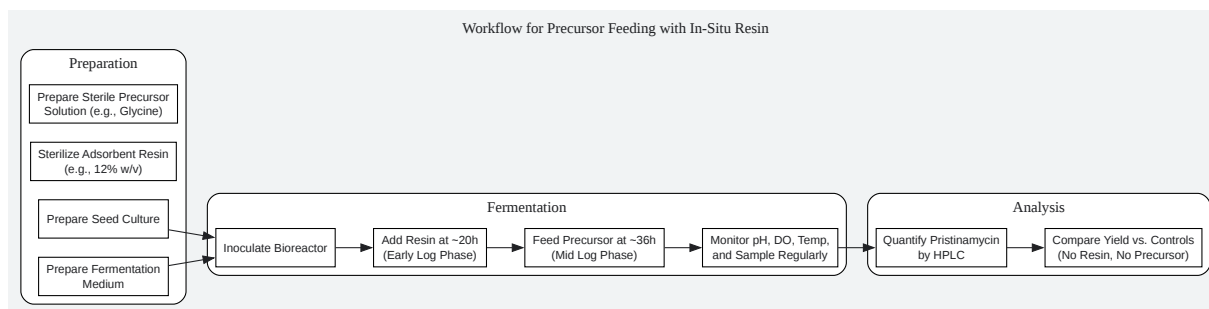 Workflow for Precursor Feeding with In-Situ Resin
Preparation
Prepare Sterile Precursor
Solution (e.g., Glycine)
Sterilize Adsorbent Resin
(e.g., 12% w/v)
Prepare Seed Culture
Prepare Fermentation
Medium
Fermentation
Inoculate Bioreactor
Add Resin at ~20h
(Early Log Phase)
Feed Precursor at ~36h
(Mid Log Phase)
Monitor pH, DO, Temp,
and Sample Regularly
Analysis
Quantify Pristinamycin
by HPLC
Compare Yield vs. Controls
(No Resin, No Precursor)